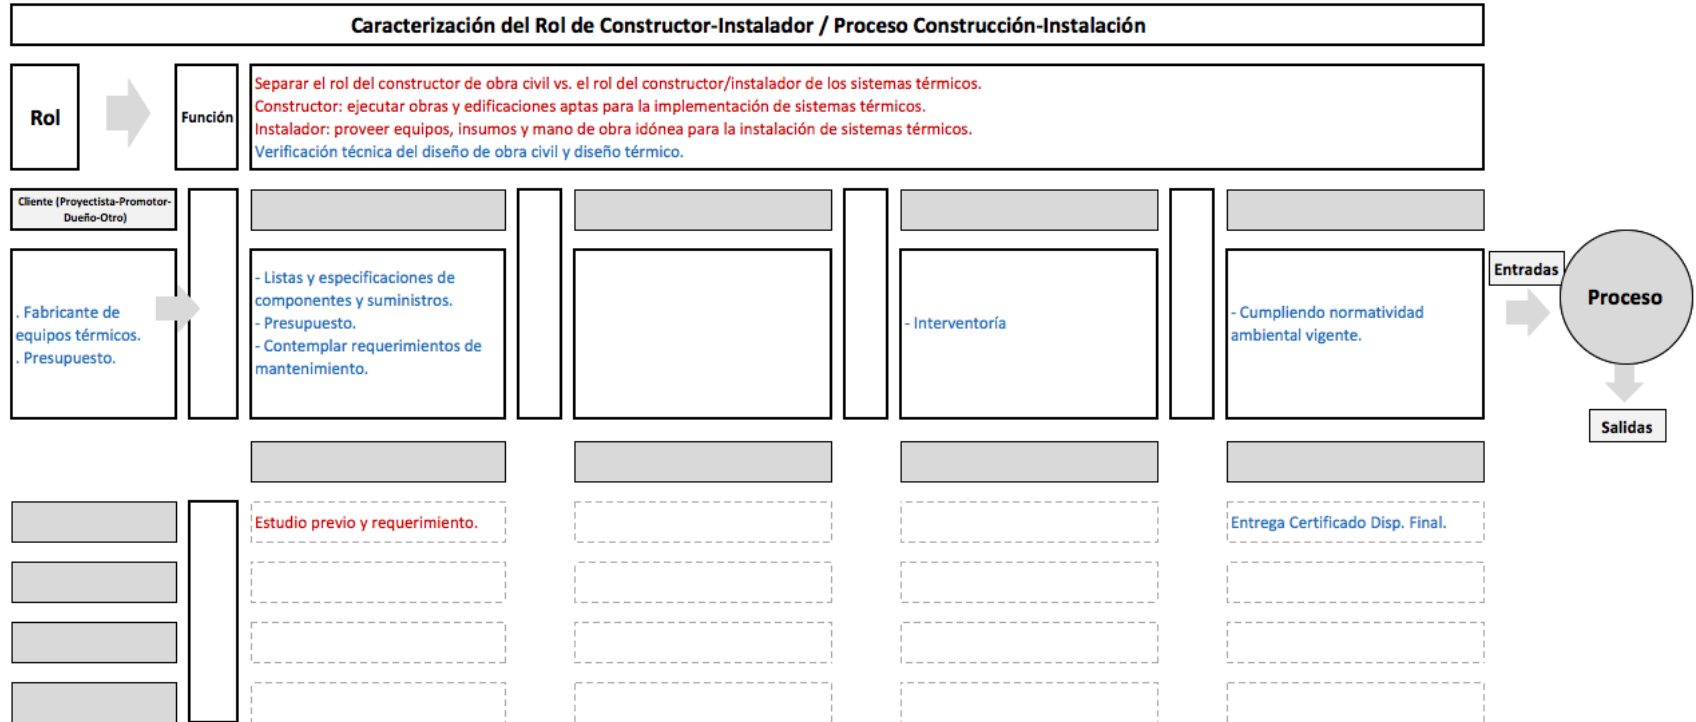 Caracterización del Rol de Constructor-Instalador / Proceso Construcción-Instalación
Rol
Función
Separar el rol del constructor de obra civil vs. el rol del constructor/instalador de los sistemas térmicos.
Constructor: ejecutar obras y edificaciones aptas para la implementación de sistemas térmicos.
Instalador: proveer equipos, insumos y mano de obra idónea para la instalación de sistemas térmicos.
Verificación técnica del diseño de obra civil y diseño térmico.
Cliente (Proyectista-Promotor-
Dueño-Otro)
. Fabricante de
equipos térmicos.
. Presupuesto.
- Listas y especificaciones de
componentes y suministros.
- Presupuesto.
- Contemplar requerimientos de
mantenimiento.
- Interventoría
- Cumpliendo normatividad
ambiental vigente.
Entradas
Proceso
Salidas
Estudio previo y requerimiento.
Entrega Certificado Disp. Final.